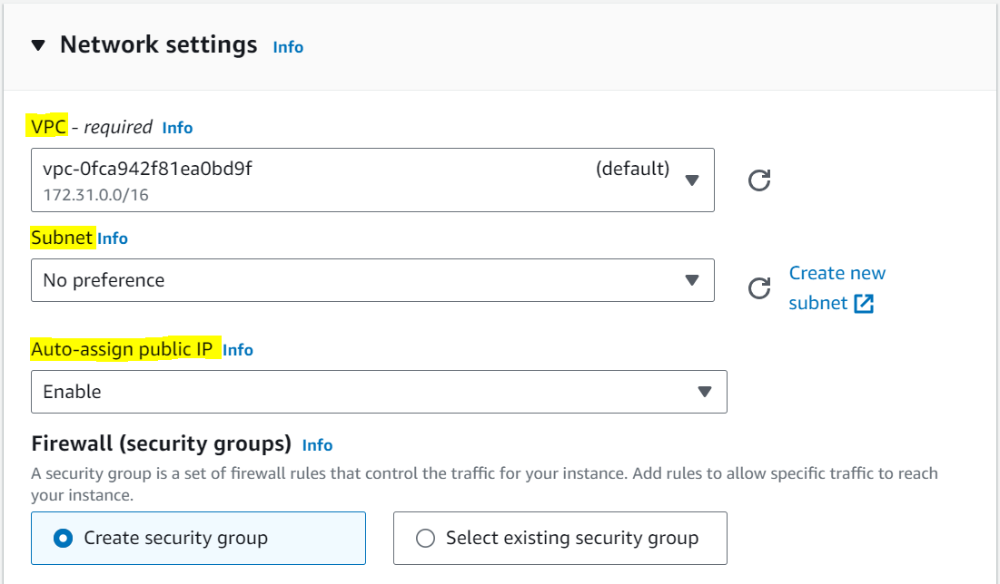 Network settings Info
VPC - required Info
vpc-0fca942f81ea0bd9f (default)
172.31.0.0/16
Subnet Info
No preference
Create new
subnet
Auto-assign public IP Info
Enable
Firewall (security groups) Info
A security group is a set of firewall rules that control the traffic for your instance. Add rules to allow specific traffic to reach
your instance.
Create security group
Select existing security group